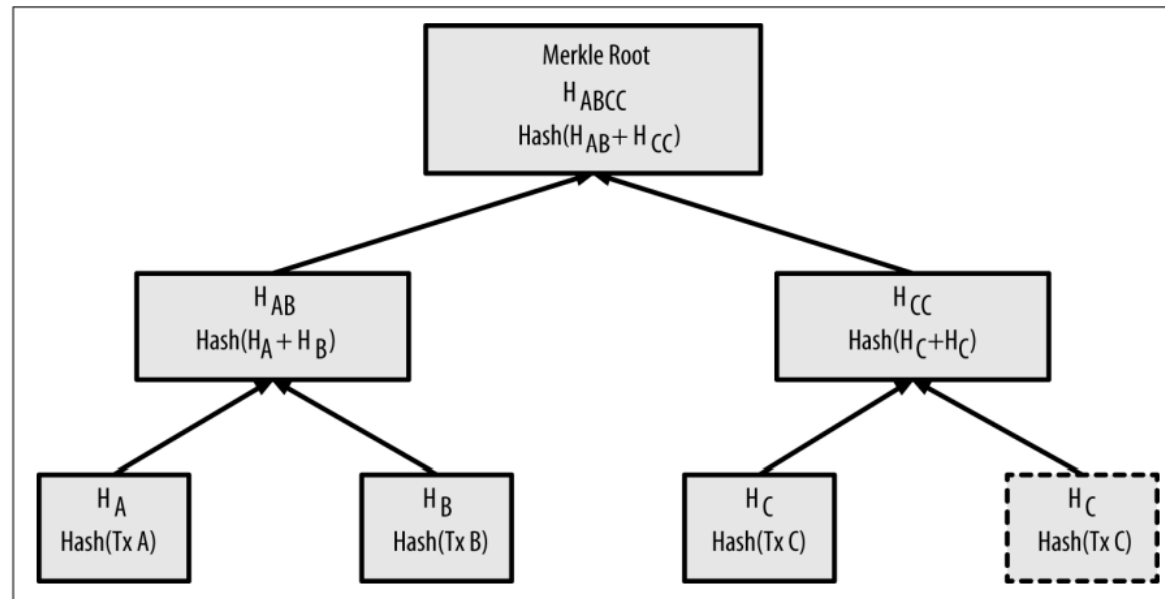 Merkle Root
H ABCC
Hash(H AB + H CC)
H AB
Hash(H A + H B)
H CC
Hash(H C+H C)
H A
Hash(Tx A)
H B
Hash(Tx B)
H C
Hash(Tx C)
H C
Hash(Tx C)